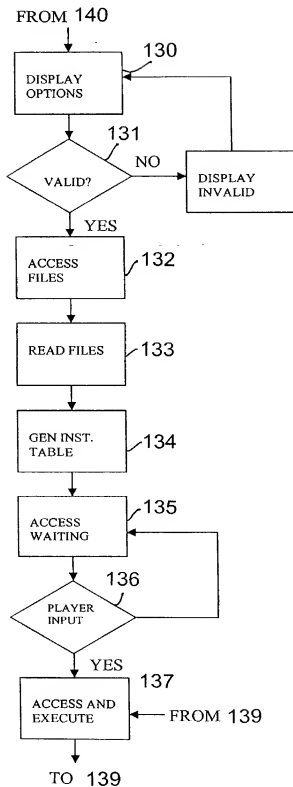 FROM 140
130
DISPLAY
OPTIONS
131
VALID?
NO
DISPLAY
INVALID
YES
ACCESS
FILES
132
READ FILES
133
GEN INST.
TABLE
134
135
ACCESS
WAITING
136
PLAYER
INPUT
YES
137
ACCESS AND
EXECUTE
FROM 139
TO 139